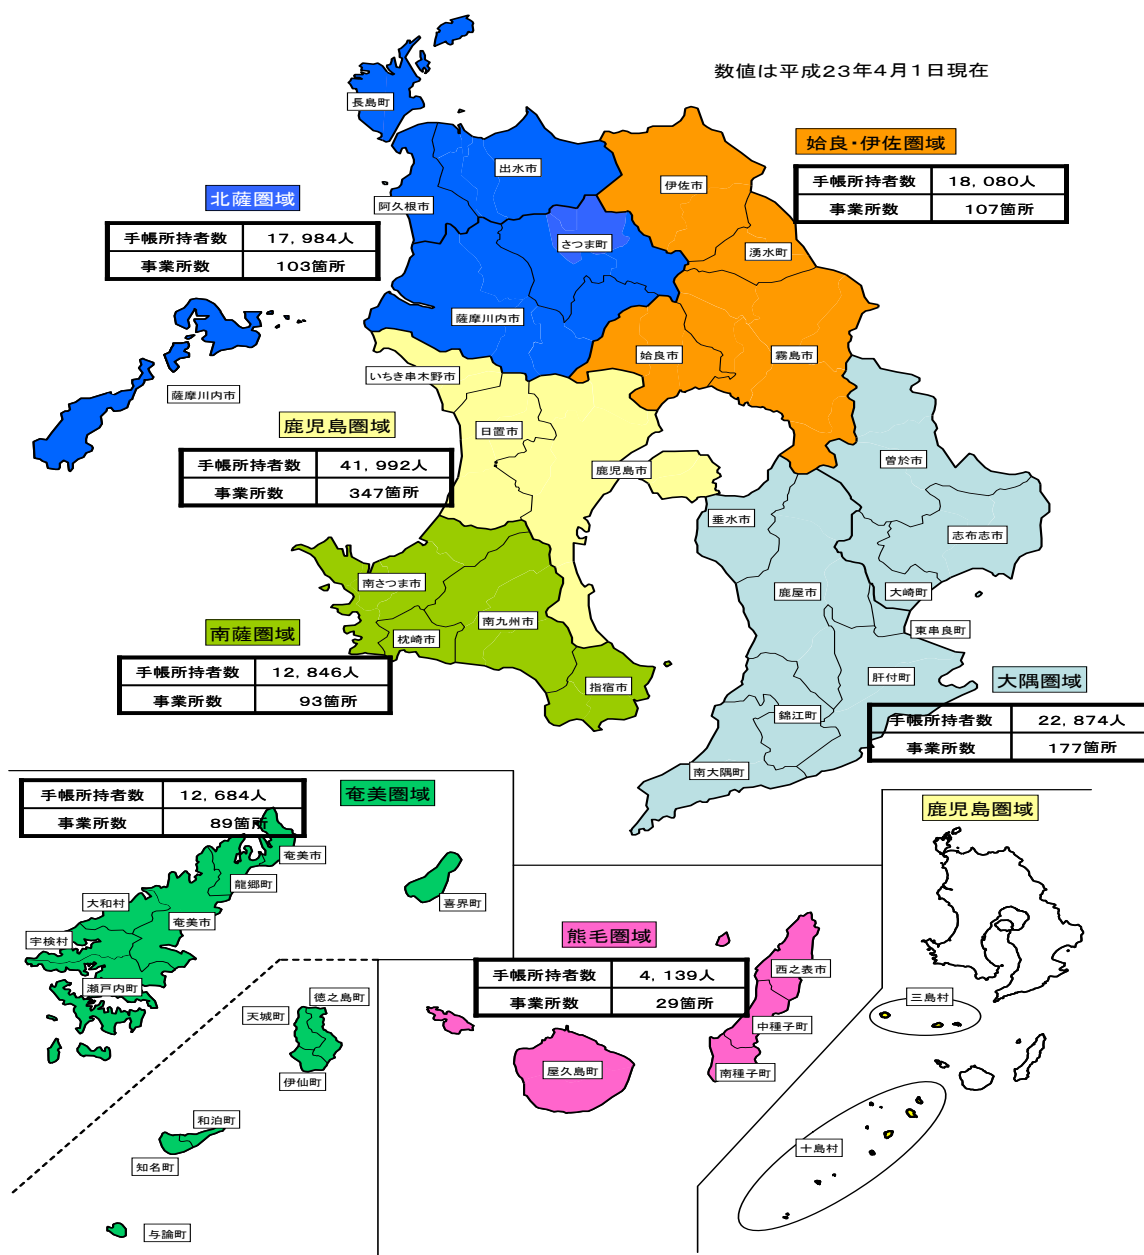 数値は平成23年4月1日現在
長島町
出水市
阿久根市
さつま町
薩摩川内市
薩摩川内市
北薩圏域
手帳所持者数 17,984人
事業所数 103箇所
姶良・伊佐圏域
手帳所持者数 18,080人
事業所数 107箇所
伊佐市
湧水町
姶良市
霧島市
いちき串木野市
日置市
鹿児島市
鹿児島圏域
手帳所持者数 41,992人
事業所数 347箇所
曽於市
垂水市
志布志市
鹿屋市
大崎町
東串良町
肝付町
錦江町
南大隅町
大隅圏域
手帳所持者数 22,874人
事業所数 177箇所
南さつま市
枕崎市
南九州市
指宿市
南薩圏域
手帳所持者数 12,846人
事業所数 93箇所
奄美圏域
手帳所持者数 12,684人
事業所数 89箇所
奄美市
龍郷町
大和村
奄美市
宇検村
瀬戸内町
喜界町
徳之島町
天城町
伊仙町
和泊町
知名町
与論町
熊毛圏域
手帳所持者数 4,139人
事業所数 29箇所
西之表市
中種子町
南種子町
屋久島町
鹿児島圏域
三島村
十島村